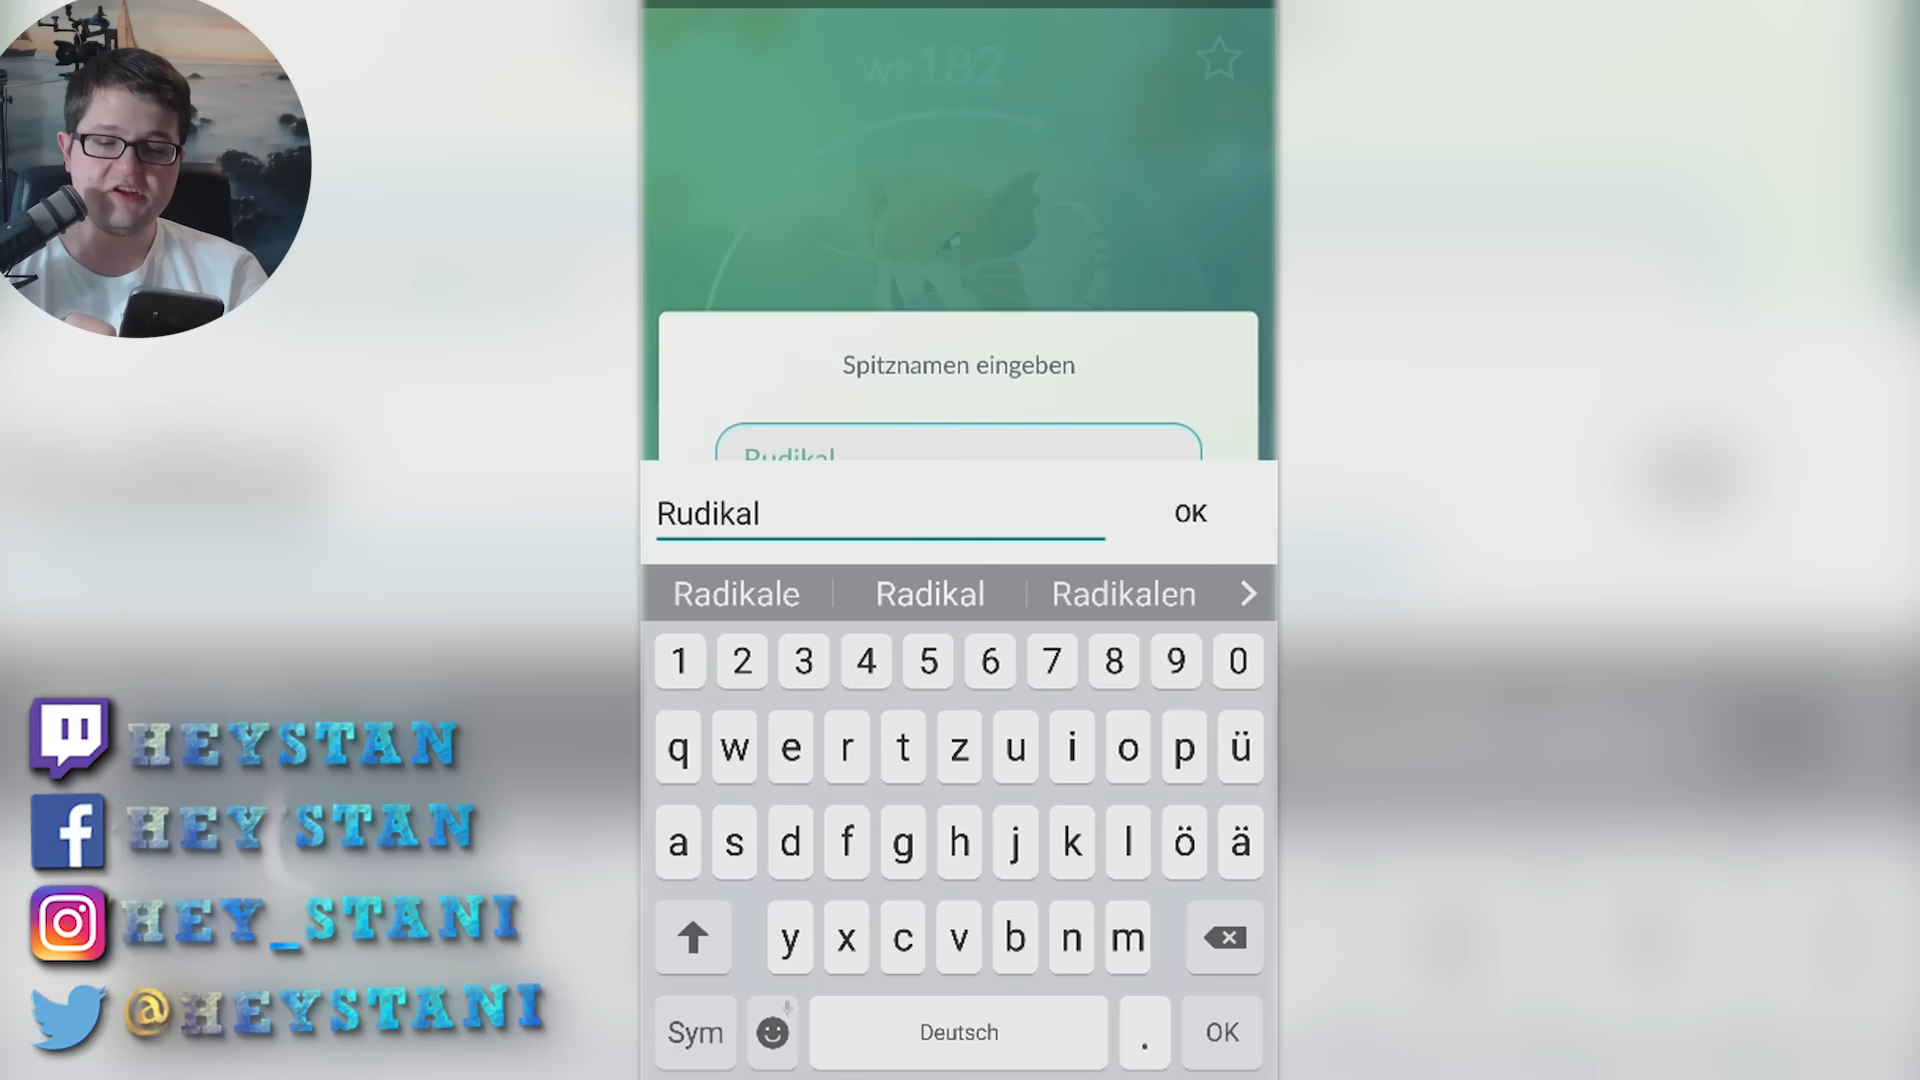 WP182
Spitznamen eingeben
Rudikal
Rudikal
OK
Radikale Radikal Radikalen
1 2 3 4 5 6 7 8 9 0
q w e r t z u i o p ü
a s d f g h j k l ö ä
y x c v b n m
Sym Deutsch . OK
HEYSTAN
HEY STAN
HEY_STANI
@HEYSTANI